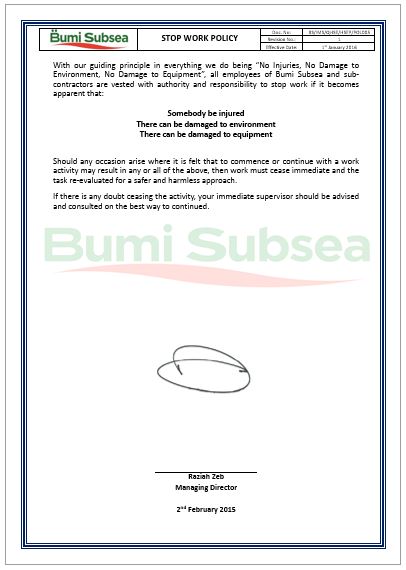 Bumi Subsea
STOP WORK POLICY
Doc. No: BS/IMS/QHSE/HSEP/POL005
Revision No.: 1
Effective Date: 1st January 2016
With our guiding principle in everything we do being “No Injuries, No Damage to
Environment, No Damage to Equipment”, all employees of Bumi Subsea and sub-
contractors are vested with authority and responsibility to stop work if it becomes
apparent that:
Somebody be injured
There can be damaged to environment
There can be damaged to equipment
Should any occasion arise where it is felt that to commence or continue with a work
activity may result in any or all of the above, then work must cease immediate and the
task re-evaluated for a safer and harmless approach.
If there is any doubt ceasing the activity, your immediate supervisor should be advised
and consulted on the best way to continued.
Bumi Subsea
Raziah Zeb
Managing Director
2nd February 2015